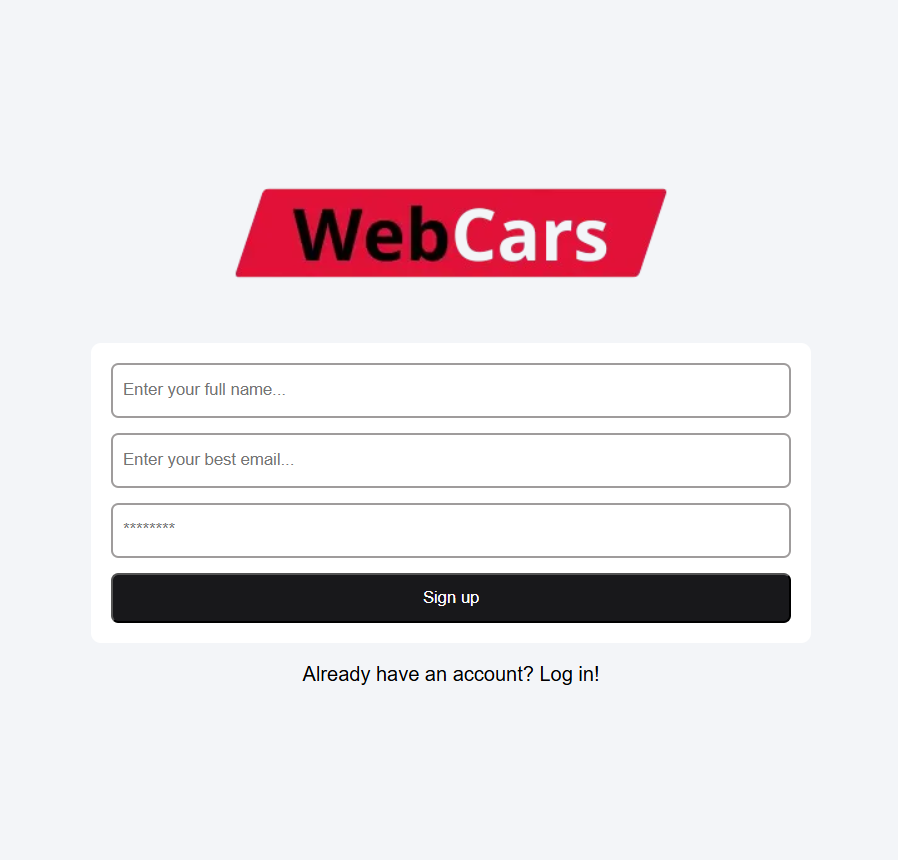 WebCars
Enter your full name...
Enter your best email...
********
Sign up
Already have an account? Log in!